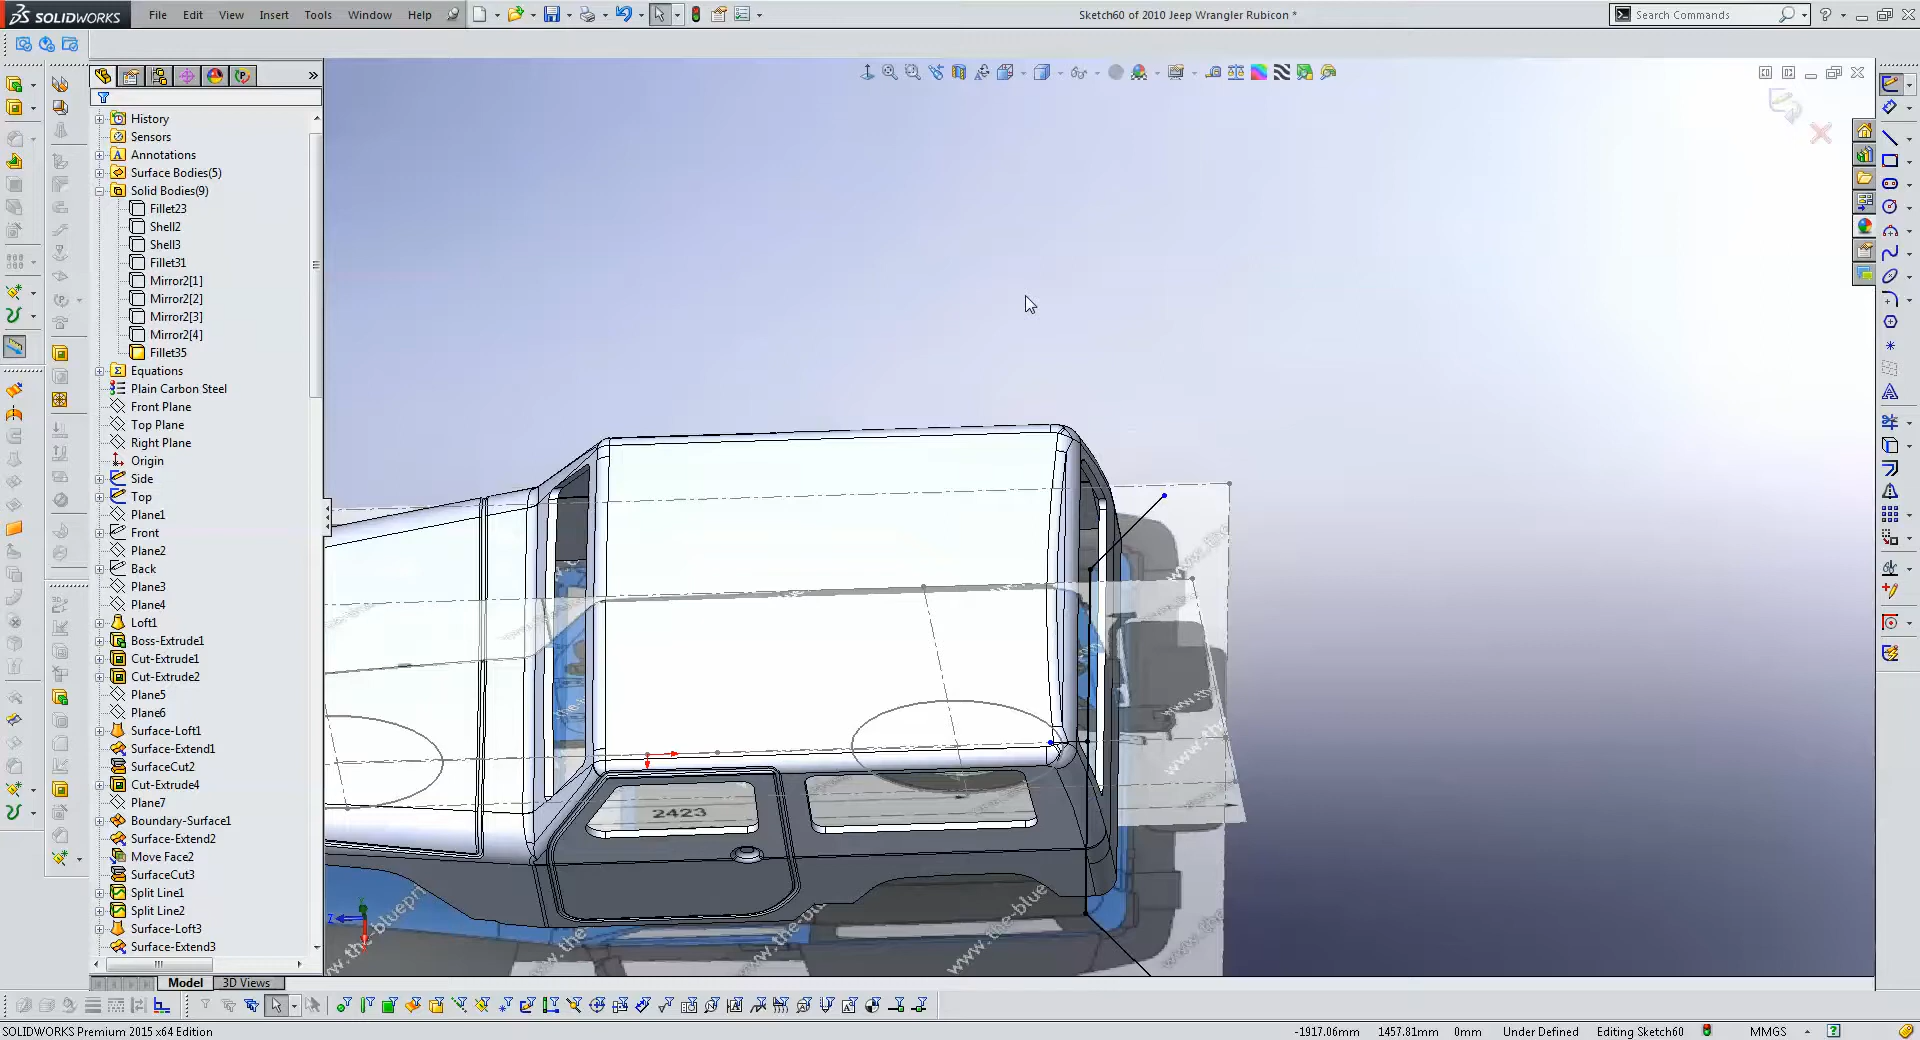 SOLIDWORKS
File Edit View Insert Tools Window Help
Sketch60 of 2010 Jeep Wrangler Rubicon *
Search Commands
History
Sensors
Annotations
Surface Bodies(5)
Solid Bodies(9)
Fillet23
Shell2
Shell3
Fillet31
Mirror2[1]
Mirror2[2]
Mirror2[3]
Mirror2[4]
Fillet35
Equations
Plain Carbon Steel
Front Plane
Top Plane
Right Plane
Origin
Side
Top
Plane1
Front
Plane2
Back
Plane3
Plane4
Loft1
Boss-Extrude1
Cut-Extrude1
Cut-Extrude2
Plane5
Plane6
Surface-Loft1
Surface-Extend1
SurfaceCut2
Cut-Extrude4
Plane7
Boundary-Surface1
Surface-Extend2
Move Face2
SurfaceCut3
Split Line1
Split Line2
Surface-Loft3
Surface-Extend3
2423
www.the-blue
Z
Model 3D Views
SOLIDWORKS Premium 2015 x64 Edition
-1917.06mm 1457.81mm 0mm Under Defined Editing Sketch60 MMGS